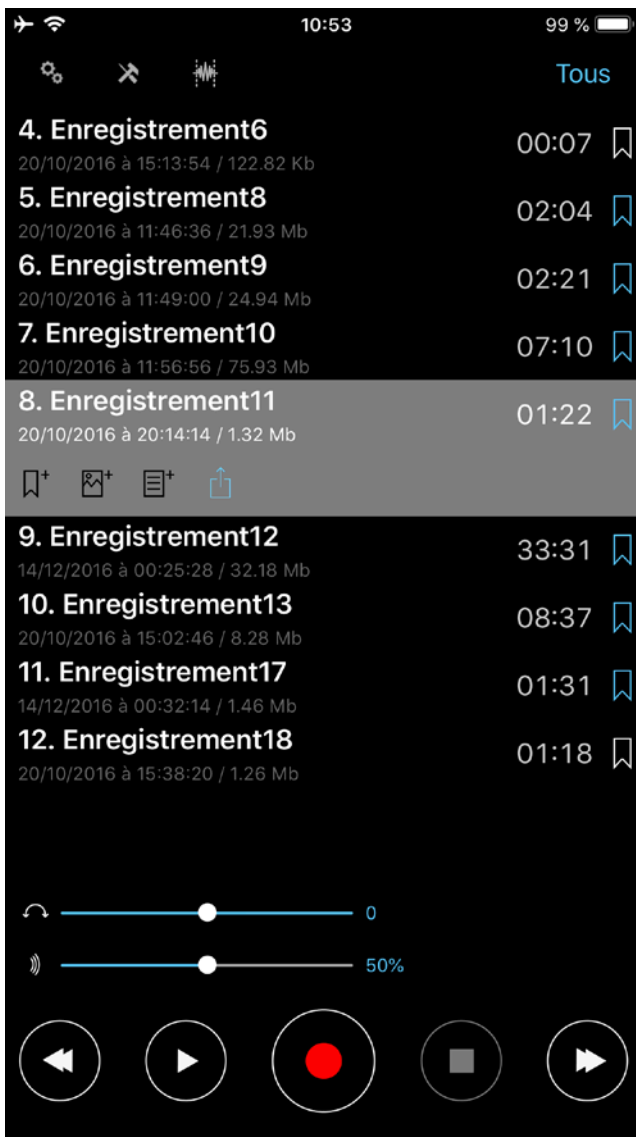 10:53
99 %
Tous
4. Enregistrement6
00:07
20/10/2016 à 15:13:54 / 122.82 Kb
5. Enregistrement8
02:04
20/10/2016 à 11:46:36 / 21.93 Mb
6. Enregistrement9
02:21
20/10/2016 à 11:49:00 / 24.94 Mb
7. Enregistrement10
07:10
20/10/2016 à 11:56:56 / 75.93 Mb
8. Enregistrement11
01:22
20/10/2016 à 20:14:14 / 1.32 Mb
9. Enregistrement12
33:31
14/12/2016 à 00:25:28 / 32.18 Mb
10. Enregistrement13
08:37
20/10/2016 à 15:02:46 / 8.28 Mb
11. Enregistrement17
01:31
14/12/2016 à 00:32:14 / 1.46 Mb
12. Enregistrement18
01:18
20/10/2016 à 15:38:20 / 1.26 Mb
0
50%